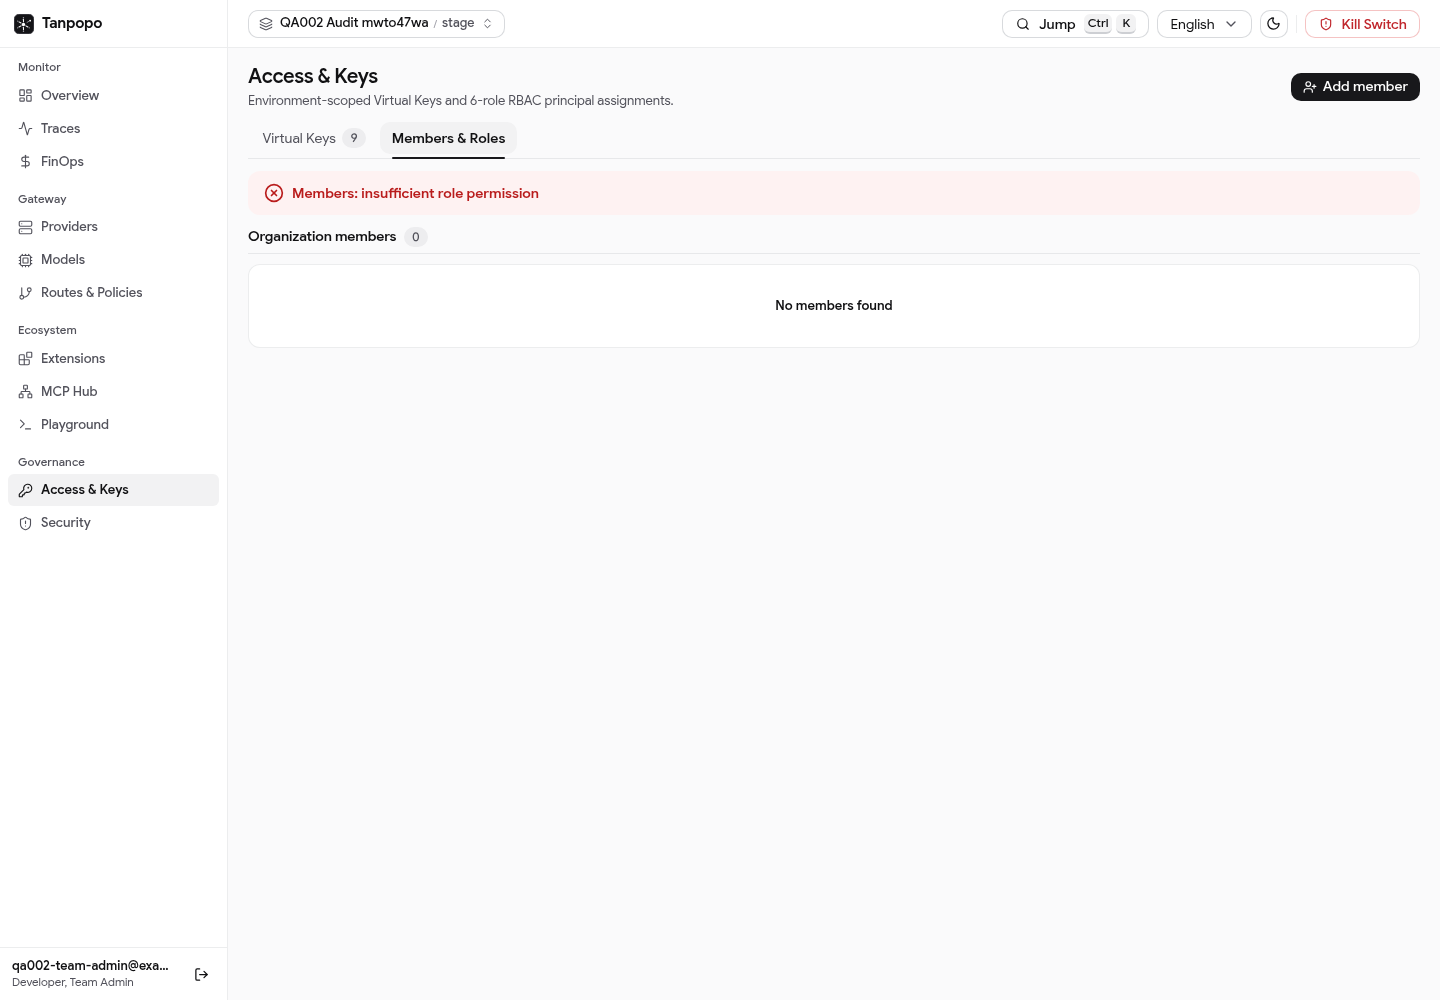 Tanpopo
QA002 Audit mwto47wa / stage
Jump Ctrl K
English
Kill Switch
Monitor
Overview
Traces
FinOps
Gateway
Providers
Models
Routes & Policies
Ecosystem
Extensions
MCP Hub
Playground
Governance
Access & Keys
Security
qa002-team-admin@exa...
Developer, Team Admin
Access & Keys
Environment-scoped Virtual Keys and 6-role RBAC principal assignments.
Add member
Virtual Keys 9
Members & Roles
Members: insufficient role permission
Organization members 0
No members found